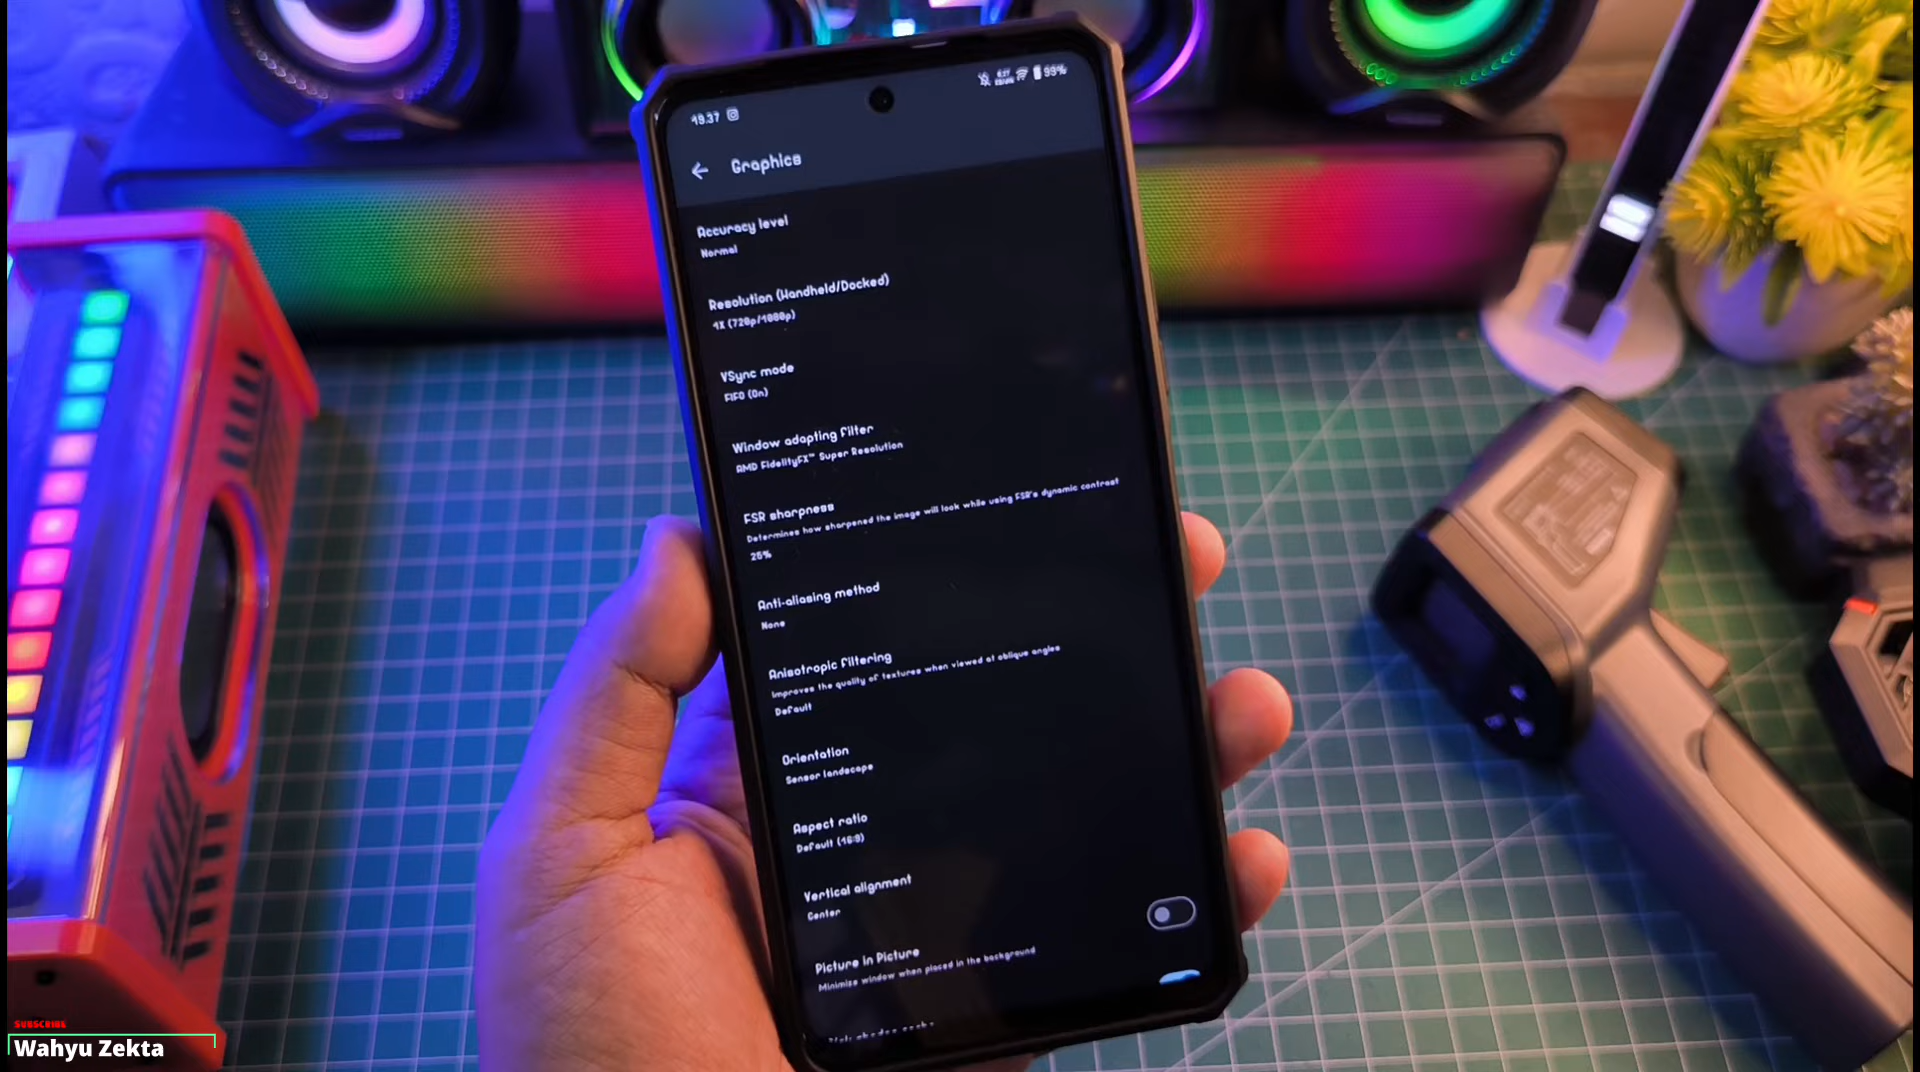 19.37
99%
Graphics
Accuracy level
Normal
Resolution (Handheld/Docked)
1X (720p/1080p)
VSync mode
FIFO (On)
Window adapting filter
AMD FidelityFX™ Super Resolution
FSR sharpness
Determines how sharpened the image will look while using FSR's dynamic contrast
25%
Anti-aliasing method
None
Anisotropic filtering
Improves the quality of textures when viewed at oblique angles
Default
Orientation
Sensor landscape
Aspect ratio
Default (16:9)
Vertical alignment
Center
Picture in Picture
Minimize window when placed in the background
SUBSCRIBE
Wahyu Zekta